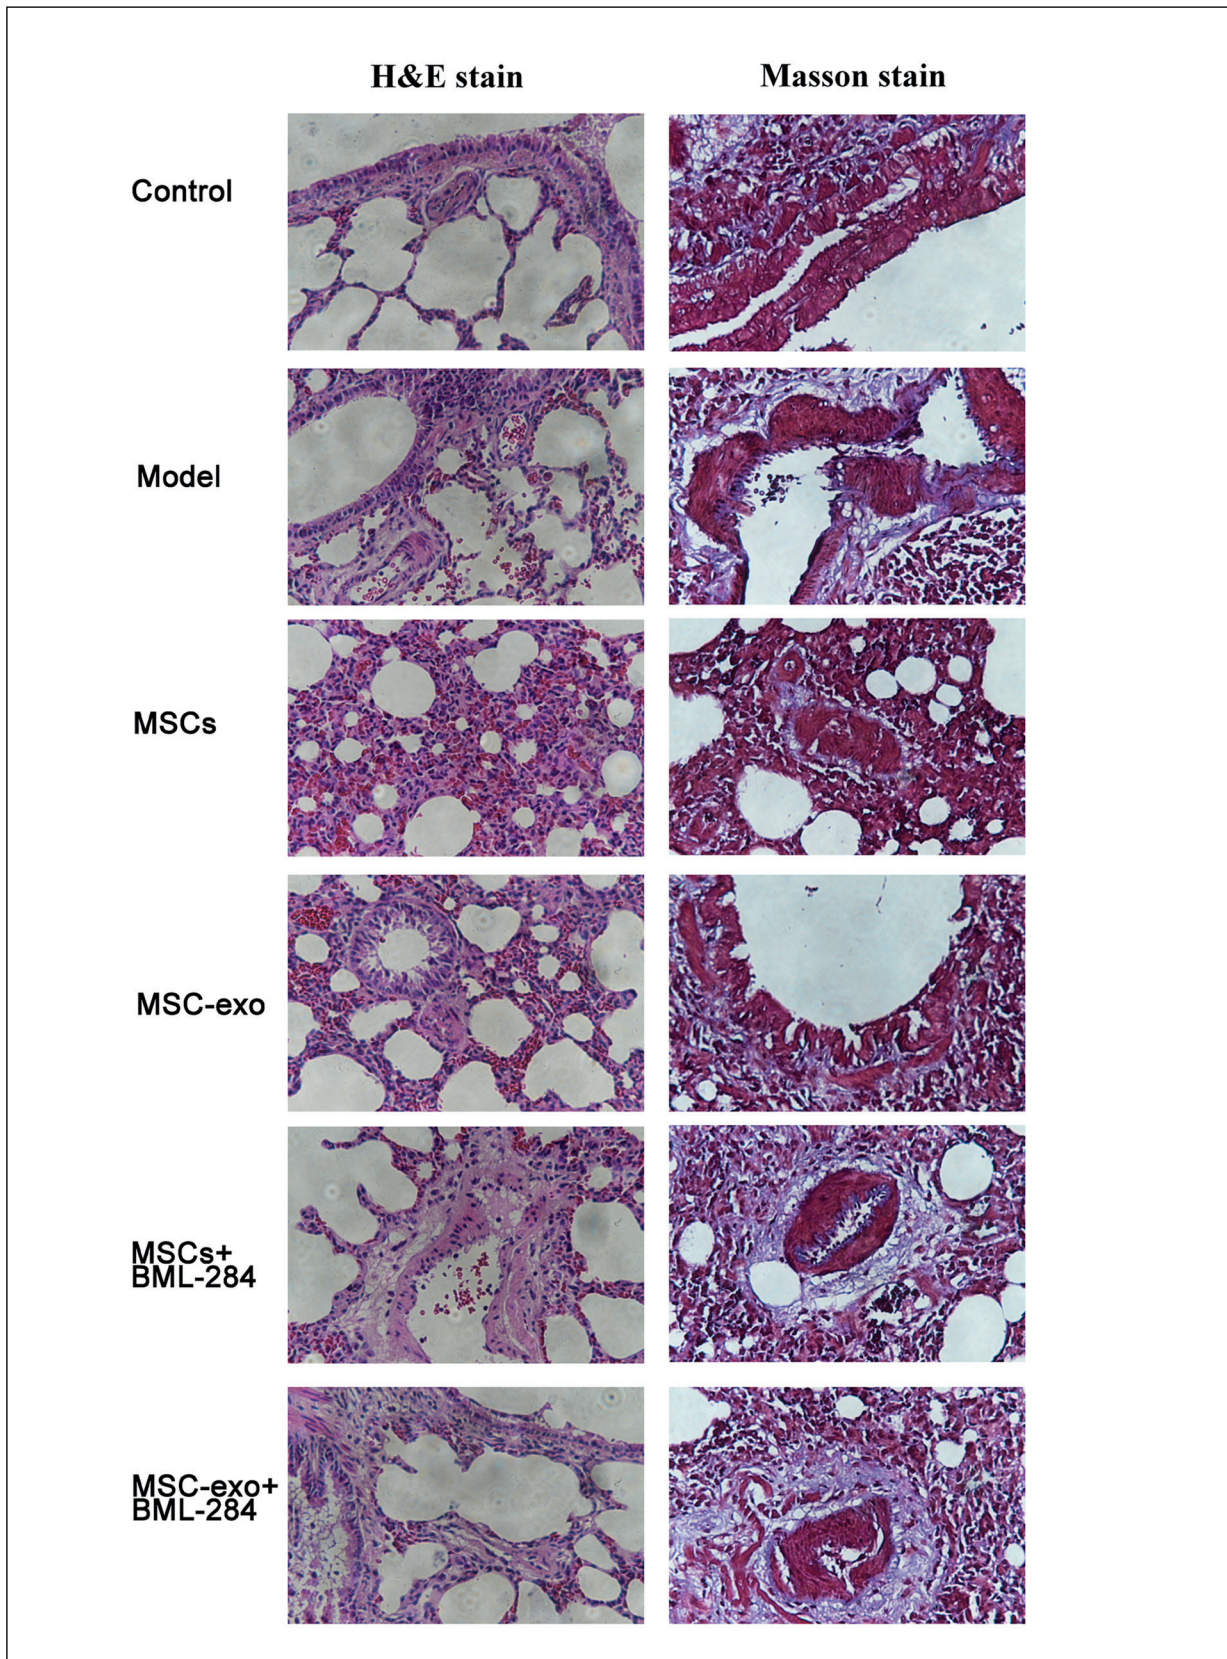 H&E stain
Masson stain
Control
Model
MSCs
MSC-exo
MSCs+
BML-284
MSC-exo+
BML-284